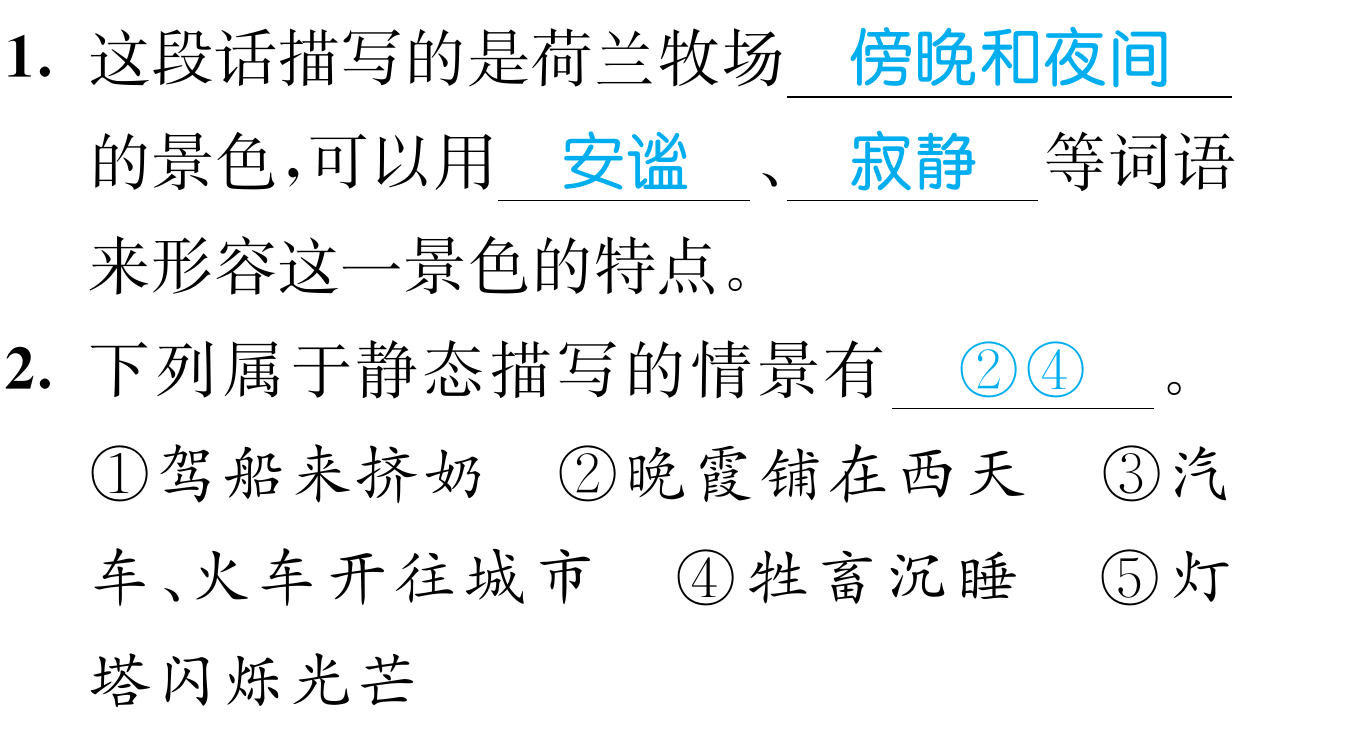 1. 这段话描写的是荷兰牧场 傍晚和夜间
的景色,可以用 安谧 、 寂静 等词语
来形容这一景色的特点。
2. 下列属于静态描写的情景有 ②④ 。
①驾船来挤奶 ②晚霞铺在西天 ③汽
车、火车开往城市 ④牲畜沉睡 ⑤灯
塔闪烁光芒